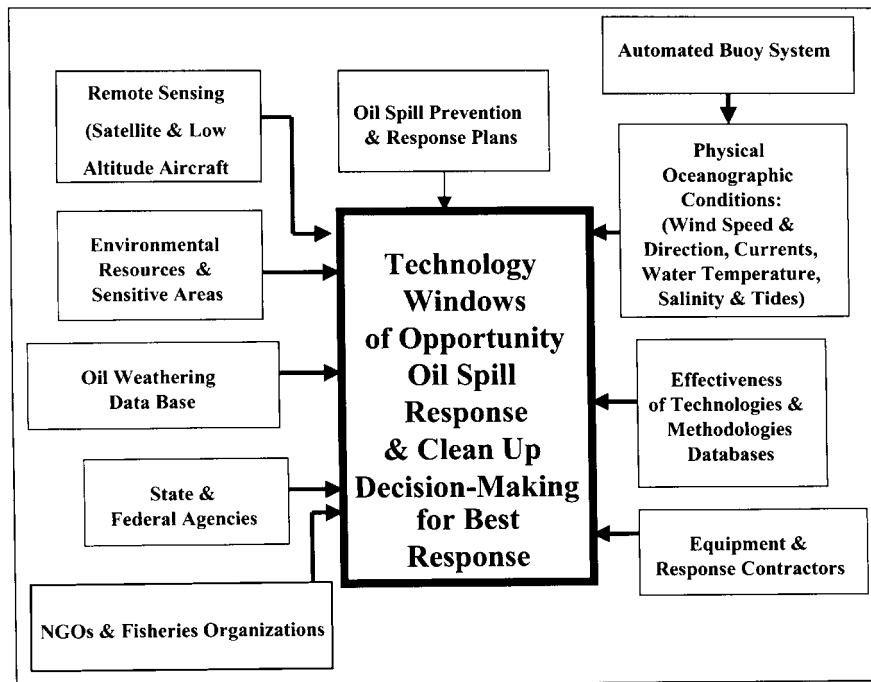 Remote Sensing
(Satellite & Low
Altitude Aircraft
Oil Spill Prevention
& Response Plans
Automated Buoy System
Physical
Oceanographic
Conditions:
(Wind Speed &
Direction, Currents,
Water Temperature,
Salinity & Tides)
Environmental
Resources &
Sensitive Areas
Technology
Windows
of Opportunity
Oil Spill
Response
& Clean Up
Decision-Making
for Best
Response
Oil Weathering
Data Base
Effectiveness
of Technologies &
Methodologies
Databases
State &
Federal Agencies
Equipment &
Response Contractors
NGOs & Fisheries Organizations